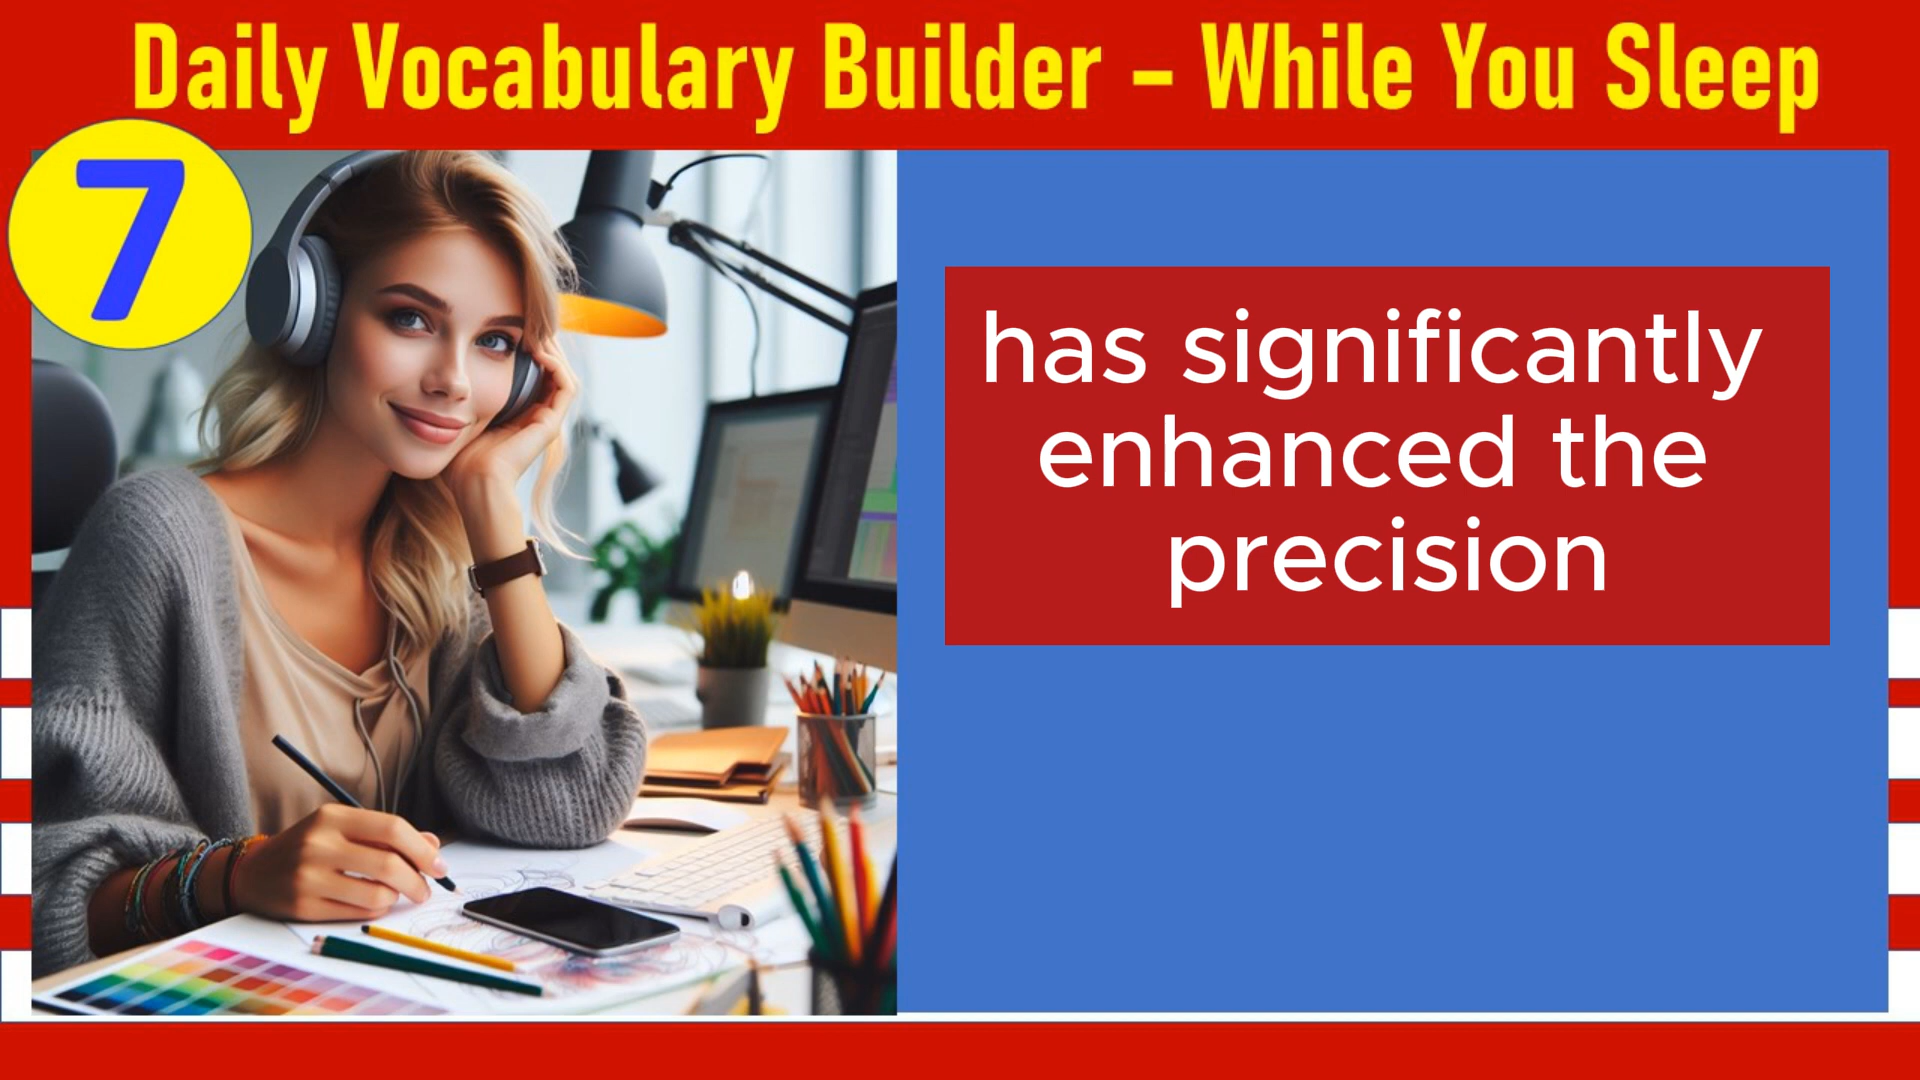 Daily Vocabulary Builder – While You Sleep
7
has significantly
enhanced the
precision